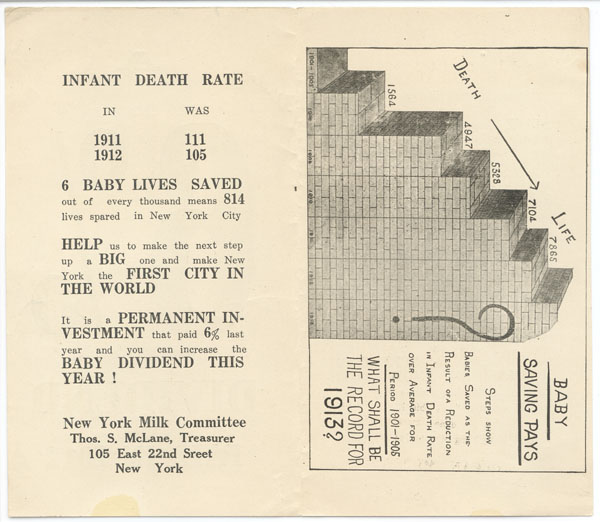 INFANT DEATH RATE
IN WAS
1911 111
1912 105
6 BABY LIVES SAVED
out of every thousand means 814
lives spared in New York City
HELP us to make the next step
up a BIG one and make New
York the FIRST CITY IN
THE WORLD
It is a PERMANENT IN-
VESTMENT that paid 6% last
year and you can increase the
BABY DIVIDEND THIS
YEAR !
New York Milk Committee
Thos. S. McLane, Treasurer
105 East 22nd Sreet
New York
BABY
SAVING PAYS
STEPS SHOW
BABIES SAVED AS THE
RESULT OF A REDUCTION
IN INFANT DEATH RATE
OVER AVERAGE FOR
PERIOD 1901-1905
WHAT SHALL BE
THE RECORD FOR
1913?
DEATH
LIFE
1564
4947
5328
7104
7865
?